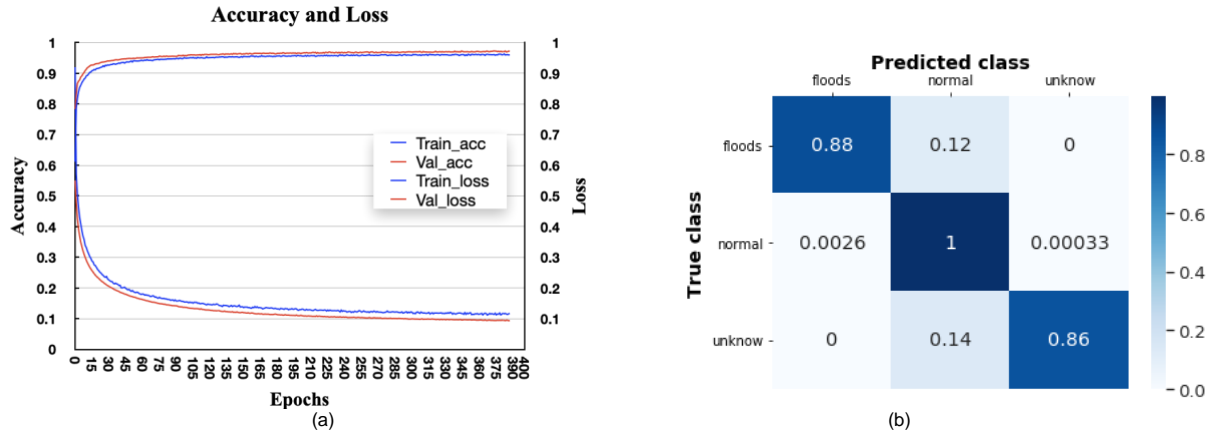 Accuracy and Loss
1 1
0.9 0.9
0.8 0.8
0.7 0.7
0.6 0.6
0.5 0.5
0.4 0.4
0.3 0.3
0.2 0.2
0.1 0.1
0 0
Accuracy
Loss
Train_acc
Val_acc
Train_loss
Val_loss
0 15 30 45 60 75 90 105 120 135 150 165 180 195 210 225 240 255 270 285 300 315 330 345 360 375 390 400
Epochs
(a)
Predicted class
floods normal unknow
True class
floods 0.88 0.12 0
normal 0.0026 1 0.00033
unknow 0 0.14 0.86
0.8
0.6
0.4
0.2
0.0
(b)